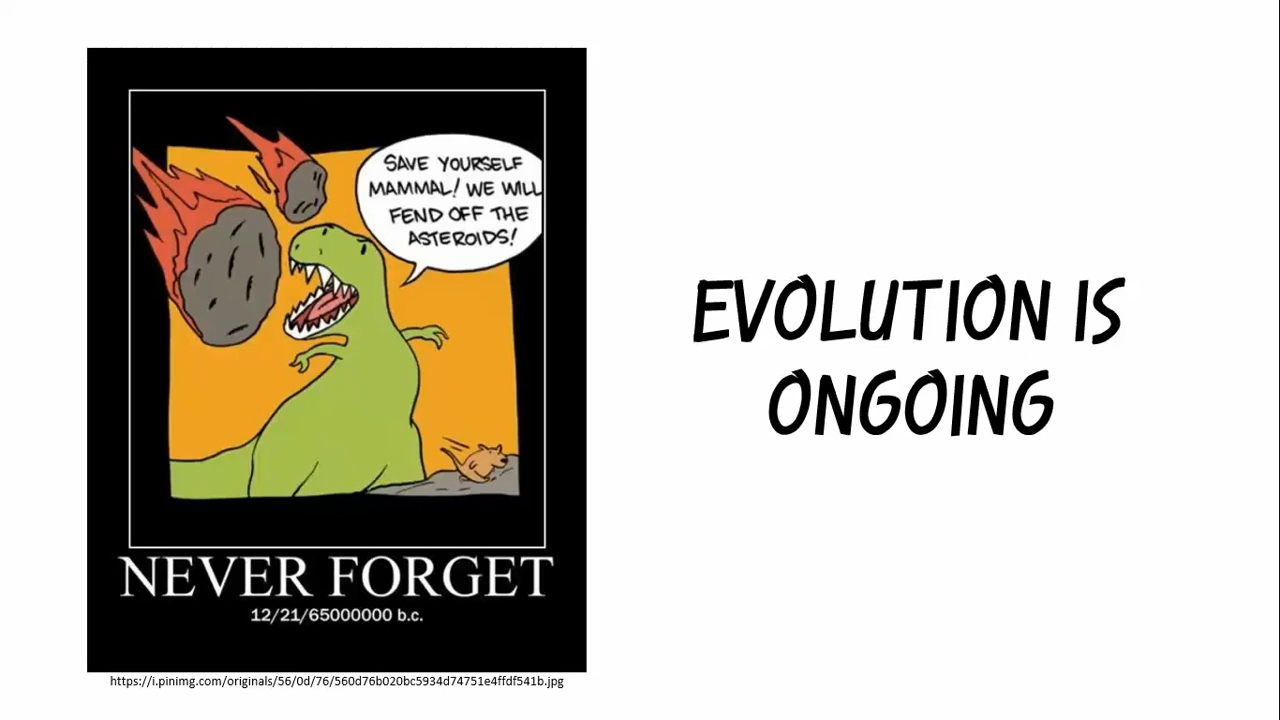 SAVE YOURSELF
MAMMAL! WE WILL
FEND OFF THE
ASTEROIDS!
NEVER FORGET
12/21/65000000 b.c.
https://i.pinimg.com/originals/56/0d/76/560d76b020bc5934d74751e4ffdf541b.jpg
EVOLUTION IS
ONGOING